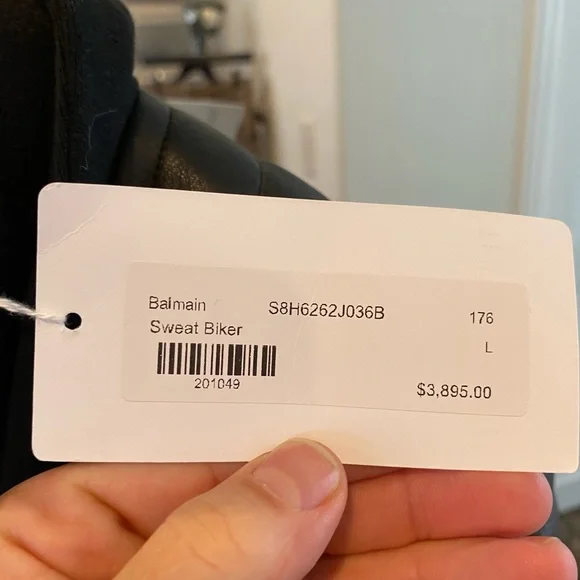 Balmain S8H6262J036B 176
Sweat Biker L
201049
$3,895.00